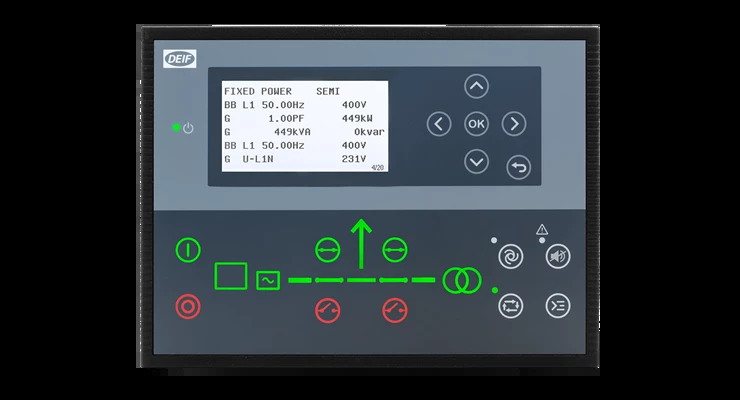 DEIF
FIXED POWER SEMI
BB L1 50.00Hz 400V
G 1.00PF 449kW
G 449kVA 0kvar
BB L1 50.00Hz 400V
G U-L1N 231V
4/20
OK